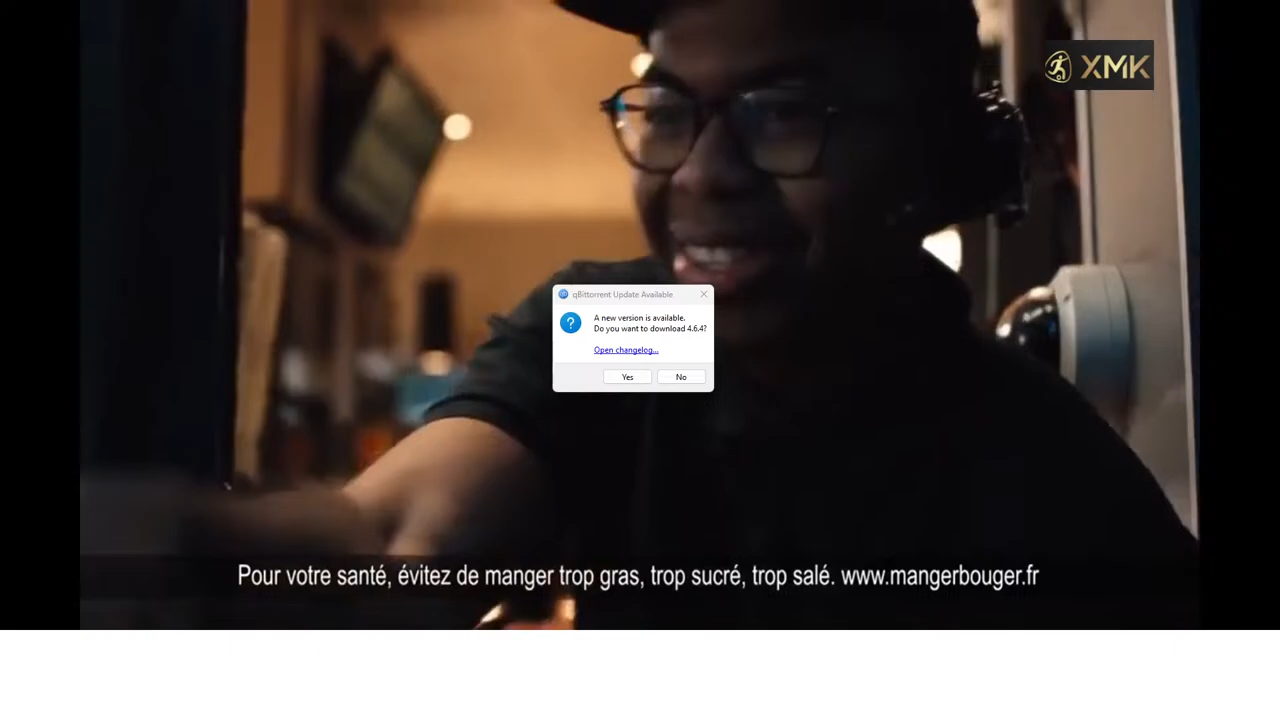 XMK
qBittorrent Update Available
A new version is available.
Do you want to download 4.6.4?
Open changelog...
Yes
No
Pour votre santé, évitez de manger trop gras, trop sucré, trop salé. www.mangerbouger.fr